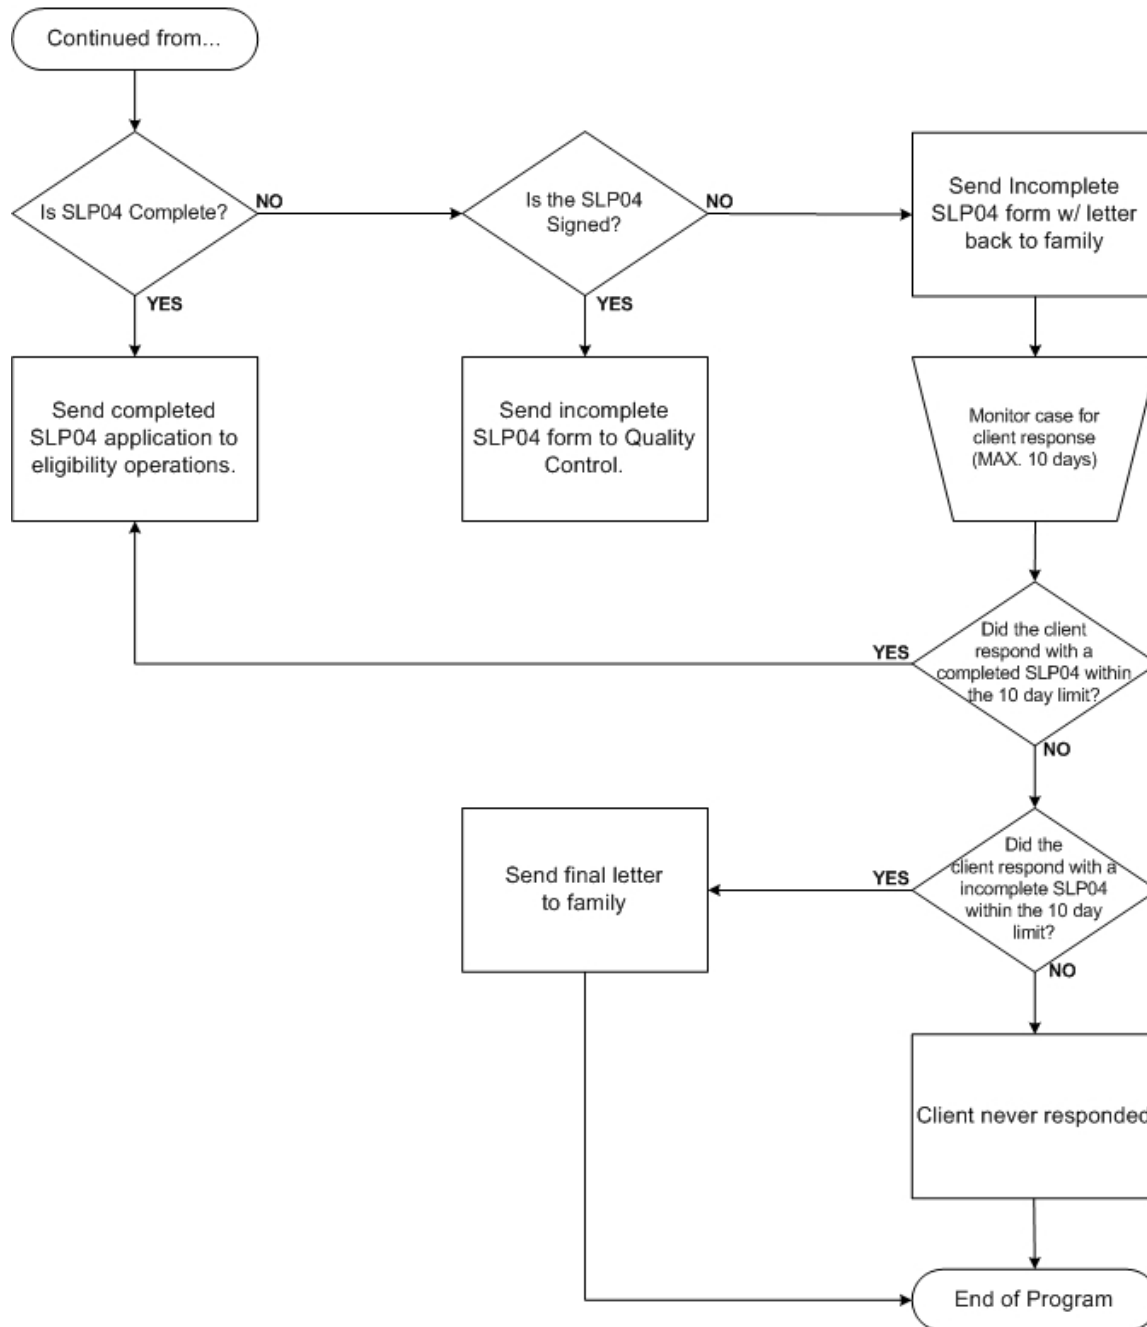 Continued from...
Is SLP04 Complete?
NO
YES
Is the SLP04
Signed?
NO
YES
Send Incomplete
SLP04 form w/ letter
back to family
Send completed
SLP04 application to
eligibility operations.
Send incomplete
SLP04 form to Quality
Control.
Monitor case for
client response
(MAX. 10 days)
Did the client
respond with a
completed SLP04 within
the 10 day limit?
YES
NO
Did the
client respond with a
incomplete SLP04
within the 10 day
limit?
YES
NO
Send final letter
to family
Client never responded
End of Program